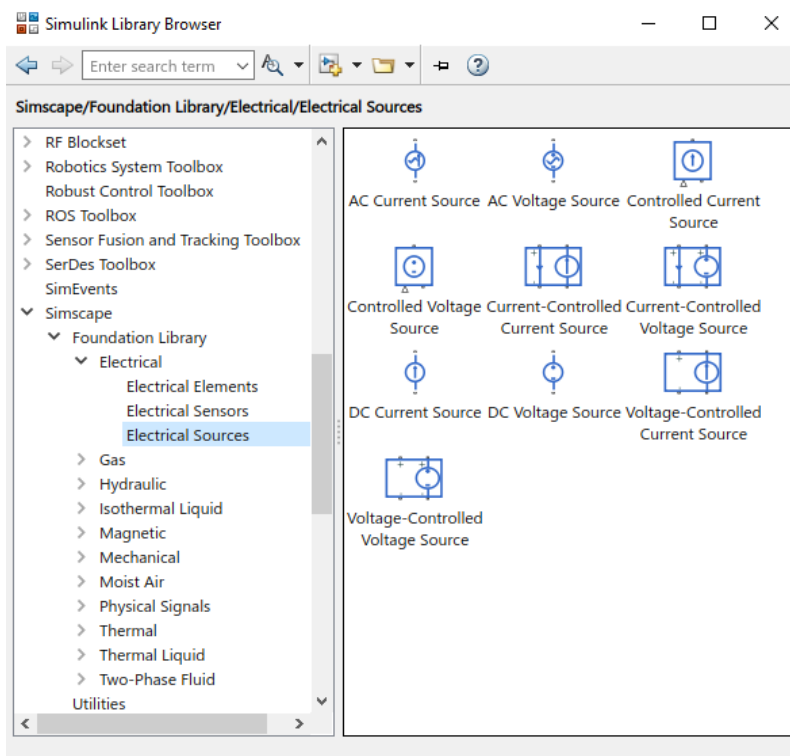 Simulink Library Browser
Enter search term
Simscape/Foundation Library/Electrical/Electrical Sources
RF Blockset
Robotics System Toolbox
Robust Control Toolbox
ROS Toolbox
Sensor Fusion and Tracking Toolbox
SerDes Toolbox
SimEvents
Simscape
Foundation Library
Electrical
Electrical Elements
Electrical Sensors
Electrical Sources
Gas
Hydraulic
Isothermal Liquid
Magnetic
Mechanical
Moist Air
Physical Signals
Thermal
Thermal Liquid
Two-Phase Fluid
Utilities
AC Current Source
AC Voltage Source
Controlled Current
Source
Controlled Voltage
Source
Current-Controlled
Current Source
Current-Controlled
Voltage Source
DC Current Source
DC Voltage Source
Voltage-Controlled
Current Source
Voltage-Controlled
Voltage Source